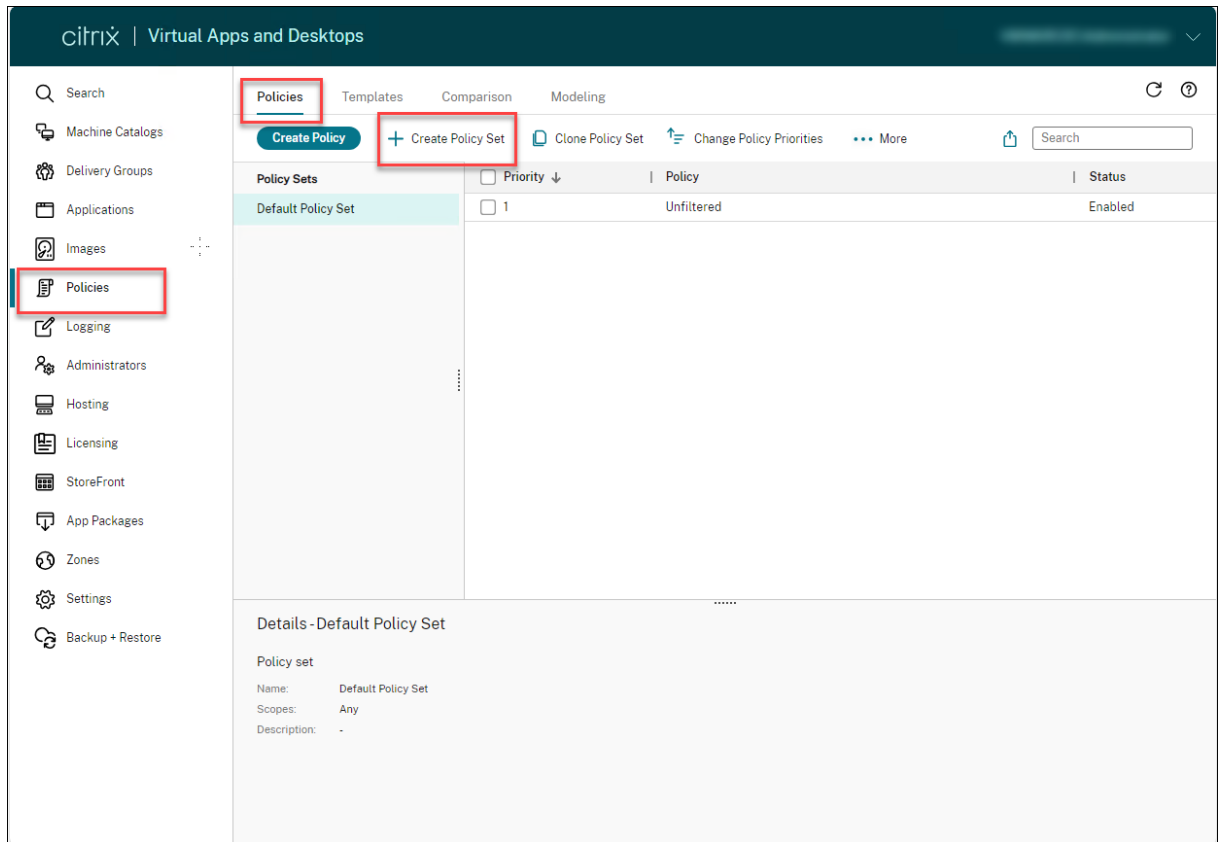 citrix | Virtual Apps and Desktops
Search
Machine Catalogs
Delivery Groups
Applications
Images
Policies
Logging
Administrators
Hosting
Licensing
StoreFront
App Packages
Zones
Settings
Backup + Restore
Policies Templates Comparison Modeling
Create Policy Create Policy Set Clone Policy Set Change Policy Priorities More Search
Policy Sets
Default Policy Set
Priority Policy Status
1 Unfiltered Enabled
Details - Default Policy Set
Policy set
Name: Default Policy Set
Scopes: Any
Description: -